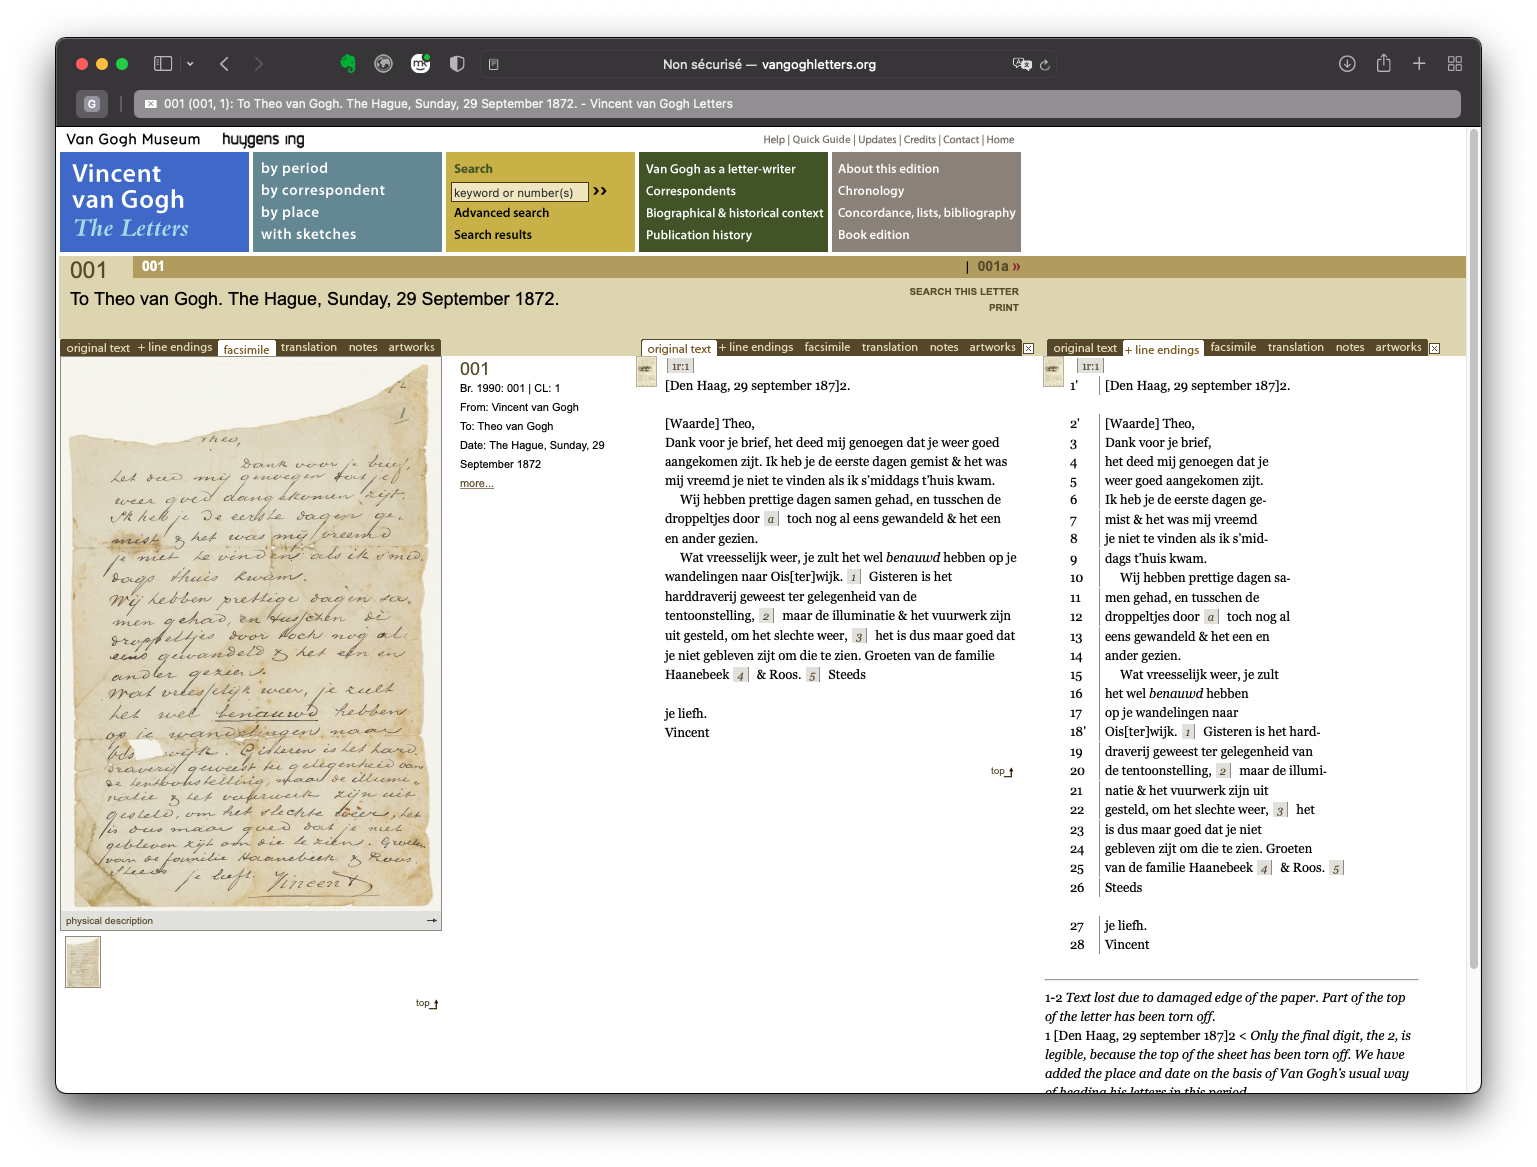 Non sécurisé — vangoghletters.org
G
001 (001, 1): To Theo van Gogh. The Hague, Sunday, 29 September 1872. - Vincent van Gogh Letters
Van Gogh Museum huygens ing
Help | Quick Guide | Updates | Credits | Contact | Home
Vincent
van Gogh
The Letters
by period
by correspondent
by place
with sketches
Search
keyword or number(s) »
Advanced search
Search results
Van Gogh as a letter-writer
Correspondents
Biographical & historical context
Publication history
About this edition
Chronology
Concordance, lists, bibliography
Book edition
001 001 | 001a »
To Theo van Gogh. The Hague, Sunday, 29 September 1872.
SEARCH THIS LETTER
PRINT
original text + line endings facsimile translation notes artworks
Theo,
Dank voor je brief,
het deed mij genoegen dat je
weer goed aangekomen zijt.
Ik heb je de eerste dagen ge-
mist & het was mij vreemd
je niet te vinden als ik s'mid-
dags thuis kwam.
Wij hebben prettige dagen sa-
men gehad, en tusschen de
droppeltjes door toch nog al
eens gewandeld & het een en
ander gezien.
Wat vreesselijk weer, je zult
het wel benauwd hebben
op je wandelingen naar
Ois wijk. Gisteren is het hard-
draverij geweest ter gelegenheid van
de tentoonstelling, maar de illumi-
natie & het vuurwerk zijn uit
gesteld, om het slechte weer, het
is dus maar goed dat je niet
gebleven zijt om die te zien. Groeten
van de familie Haanebeek & Roos.
Steeds je liefh. Vincent
physical description →
top
001
Br. 1990: 001 | CL: 1
From: Vincent van Gogh
To: Theo van Gogh
Date: The Hague, Sunday, 29
September 1872
more...
original text + line endings facsimile translation notes artworks
1r:1
[Den Haag, 29 september 187]2.
[Waarde] Theo,
Dank voor je brief, het deed mij genoegen dat je weer goed
aangekomen zijt. Ik heb je de eerste dagen gemist & het was
mij vreemd je niet te vinden als ik s'middags t'huis kwam.
Wij hebben prettige dagen samen gehad, en tusschen de
droppeltjes door a toch nog al eens gewandeld & het een
en ander gezien.
Wat vreesselijk weer, je zult het wel benauwd hebben op je
wandelingen naar Ois[ter]wijk. 1 Gisteren is het
harddraverij geweest ter gelegenheid van de
tentoonstelling, 2 maar de illuminatie & het vuurwerk zijn
uit gesteld, om het slechte weer, 3 het is dus maar goed dat
je niet gebleven zijt om die te zien. Groeten van de familie
Haanebeek 4 & Roos. 5 Steeds
je liefh.
Vincent
top
original text + line endings facsimile translation notes artworks
1r:1
1' [Den Haag, 29 september 187]2.
2' [Waarde] Theo,
3 Dank voor je brief,
4 het deed mij genoegen dat je
5 weer goed aangekomen zijt.
6 Ik heb je de eerste dagen ge-
7 mist & het was mij vreemd
8 je niet te vinden als ik s'mid-
9 dags t'huis kwam.
10 Wij hebben prettige dagen sa-
11 men gehad, en tusschen de
12 droppeltjes door a toch nog al
13 eens gewandeld & het een en
14 ander gezien.
15 Wat vreesselijk weer, je zult
16 het wel benauwd hebben
17 op je wandelingen naar
18' Ois[ter]wijk. 1 Gisteren is het hard-
19 draverij geweest ter gelegenheid van
20 de tentoonstelling, 2 maar de illumi-
21 natie & het vuurwerk zijn uit
22 gesteld, om het slechte weer, 3 het
23 is dus maar goed dat je niet
24 gebleven zijt om die te zien. Groeten
25 van de familie Haanebeek 4 & Roos. 5
26 Steeds
27 je liefh.
28 Vincent
1-2 Text lost due to damaged edge of the paper. Part of the top
of the letter has been torn off.
1 [Den Haag, 29 september 187]2 < Only the final digit, the 2, is
legible, because the top of the sheet has been torn off. We have
added the place and date on the basis of Van Gogh's usual way
of heading his letters in this period.